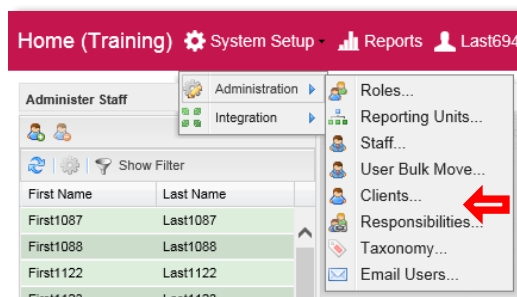 Home (Training) System Setup Reports Last694
Administer Staff
Administration
Integration
Roles...
Reporting Units...
Staff...
User Bulk Move...
Clients...
Responsibilities...
Taxonomy...
Email Users...
Show Filter
First Name Last Name
First1087 Last1087
First1088 Last1088
First1122 Last1122